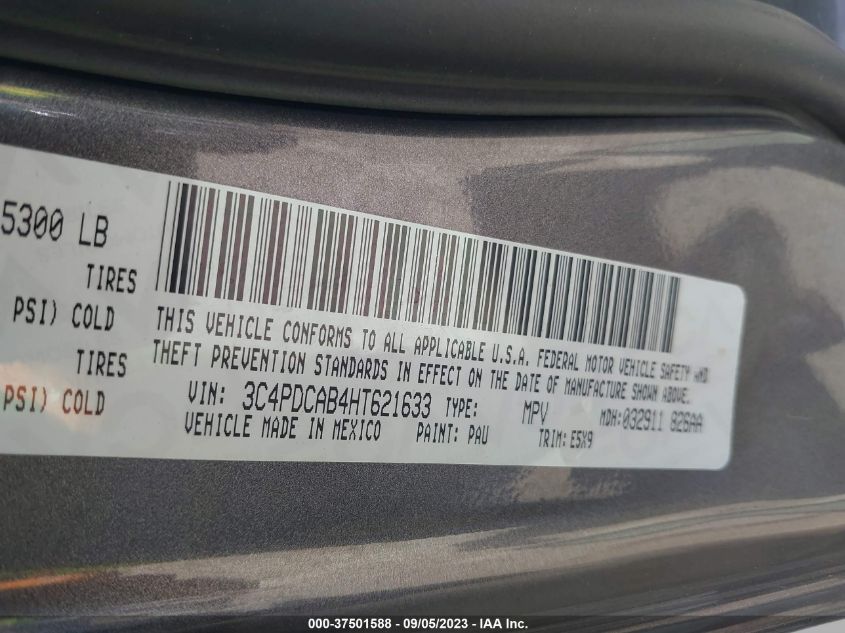 5300 LB
TIRES
PSI) COLD
TIRES
PSI) COLD
THIS VEHICLE CONFORMS TO ALL APPLICABLE U.S.A. FEDERAL MOTOR VEHICLE SAFETY AND
THEFT PREVENTION STANDARDS IN EFFECT ON THE DATE OF MANUFACTURE SHOWN ABOVE.
VIN: 3C4PDCAB4HT621633 TYPE: MPV MDH:032911 826AA
VEHICLE MADE IN MEXICO PAINT: PAU TRIM: E5X9
000-37501588 - 09/05/2023 - IAA Inc.